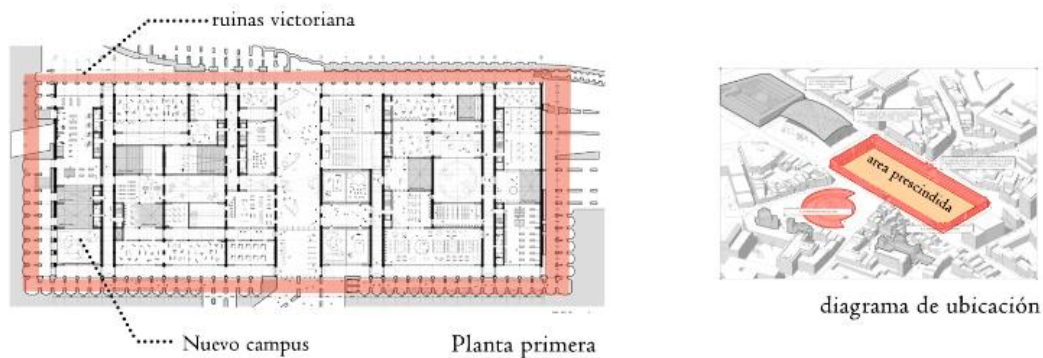 ruinas victoriana
Nuevo campus
Planta primera
area prescindida
diagrama de ubicación